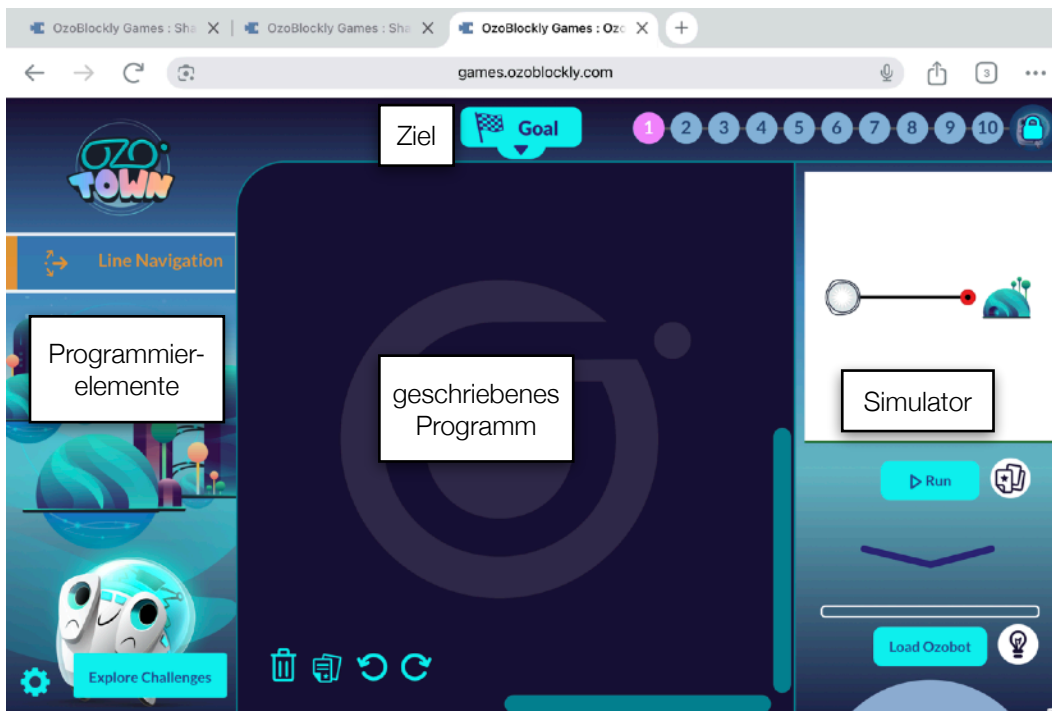 OzoBlockly Games : Sha
OzoBlockly Games : Sha
OzoBlockly Games : Ozo
games.ozoblockly.com
3
OZO
TOWN
Ziel
Goal
1 2 3 4 5 6 7 8 9 10
Line Navigation
Programmier-
elemente
geschriebenes
Programm
Simulator
Run
Load Ozobot
Explore Challenges